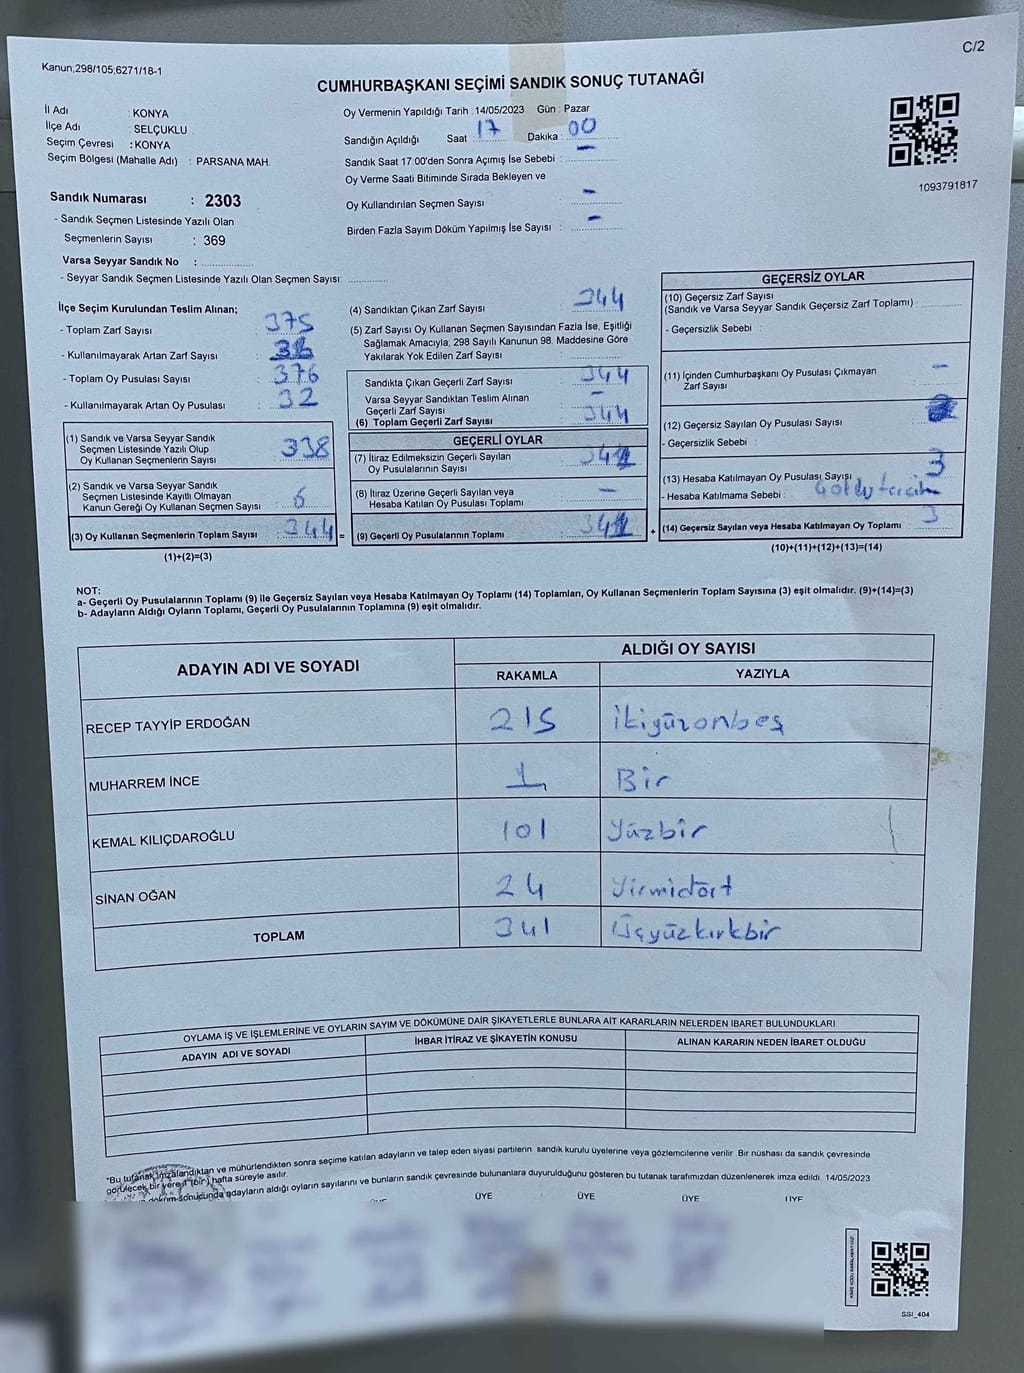 C/2
Kanun;298/105;6271/18-1
CUMHURBAŞKANI SEÇİMİ SANDIK SONUÇ TUTANAĞI
İl Adı : KONYA
İlçe Adı : SELÇUKLU
Seçim Çevresi : KONYA
Seçim Bölgesi (Mahalle Adı) : PARSANA MAH.
Oy Vermenin Yapıldığı Tarih : 14/05/2023 Gün : Pazar
Sandığın Açıldığı Saat : 17 Dakika : 00
Sandık Saat 17:00'den Sonra Açımış İse Sebebi : -
Oy Verme Saati Bitiminde Sırada Bekleyen ve
Oy Kullandırılan Seçmen Sayısı -
Birden Fazla Sayım Döküm Yapılmış İse Sayısı : -
1093791817
Sandık Numarası : 2303
- Sandık Seçmen Listesinde Yazılı Olan
Seçmenlerin Sayısı : 369
Varsa Seyyar Sandık No :
- Seyyar Sandık Seçmen Listesinde Yazılı Olan Seçmen Sayısı:
İlçe Seçim Kurulundan Teslim Alınan;
- Toplam Zarf Sayısı : 375
- Kullanılmayarak Artan Zarf Sayısı :
- Toplam Oy Pusulası Sayısı : 376
- Kullanılmayarak Artan Oy Pusulası : 32
(1) Sandık ve Varsa Seyyar Sandık
Seçmen Listesinde Yazılı Olup
Oy Kullanan Seçmenlerin Sayısı : 338
(2) Sandık ve Varsa Seyyar Sandık
Seçmen Listesinde Kayıtlı Olmayan
Kanun Gereği Oy Kullanan Seçmen Sayısı : 6
(3) Oy Kullanan Seçmenlerin Toplam Sayısı : 344 =
(1)+(2)=(3)
(4) Sandıktan Çıkan Zarf Sayısı : 344
(5) Zarf Sayısı Oy Kullanan Seçmen Sayısından Fazla İse, Eşitliği
Sağlamak Amacıyla; 298 Sayılı Kanunun 98. Maddesine Göre
Yakılarak Yok Edilen Zarf Sayısı :
Sandıkta Çıkan Geçerli Zarf Sayısı : 344
Varsa Seyyar Sandıktan Teslim Alınan
Geçerli Zarf Sayısı : -
(6) Toplam Geçerli Zarf Sayısı : 344
GEÇERLİ OYLAR
(7) İtiraz Edilmeksizin Geçerli Sayılan
Oy Pusulalarının Sayısı : 341
(8) İtiraz Üzerine Geçerli Sayılan veya
Hesaba Katılan Oy Pusulası Toplamı : -
(9) Geçerli Oy Pusulalarının Toplamı : 341 +
GEÇERSİZ OYLAR
(10) Geçersiz Zarf Sayısı
(Sandık ve Varsa Seyyar Sandık Geçersiz Zarf Toplamı) :
- Geçersizlik Sebebi :
(11) İçinden Cumhurbaşkanı Oy Pusulası Çıkmayan
Zarf Sayısı : -
(12) Geçersiz Sayılan Oy Pusulası Sayısı :
- Geçersizlik Sebebi :
(13) Hesaba Katılmayan Oy Pusulası Sayısı : 3
- Hesaba Katılmama Sebebi : tercih
(14) Geçersiz Sayılan veya Hesaba Katılmayan Oy Toplamı : 3
(10)+(11)+(12)+(13)=(14)
NOT:
a- Geçerli Oy Pusulalarının Toplamı (9) ile Geçersiz Sayılan veya Hesaba Katılmayan Oy Toplamı (14) Toplamları, Oy Kullanan Seçmenlerin Toplam Sayısına (3) eşit olmalıdır. (9)+(14)=(3)
b- Adayların Aldığı Oyların Toplamı, Geçerli Oy Pusulalarının Toplamına (9) eşit olmalıdır.
ADAYIN ADI VE SOYADI
ALDIĞI OY SAYISI
RAKAMLA YAZIYLA
RECEP TAYYİP ERDOĞAN 215 ikiyüzonbeş
MUHARREM İNCE 1 Bir
KEMAL KILIÇDAROĞLU 101 Yüzbir
SİNAN OĞAN 24 Yirmidört
TOPLAM 341 Üçyüzkırkbir
OYLAMA İŞ VE İŞLEMLERİNE VE OYLARIN SAYIM VE DÖKÜMÜNE DAİR ŞİKAYETLERLE BUNLARA AİT KARARLARIN NELERDEN İBARET BULUNDUKLARI
ADAYIN ADI VE SOYADI İHBAR İTİRAZ VE ŞİKAYETİN KONUSU ALINAN KARARIN NEDEN İBARET OLDUĞU
"Bu tutanak imzalandıktan ve mühürlendikten sonra seçime katılan adayların ve talep eden siyasi partilerin sandık kurulu üyelerine veya gözlemcilerine verilir. Bir nüshası da sandık çevresinde
görülecek bir yere 1 (bir) hafta süreyle asılır.
döküm sonucunda adayların aldığı oyların sayılarını ve bunların sandık çevresinde bulunanlara duyurulduğunu gösteren bu tutanak tarafımızdan düzenlenerek imza edildi. 14/05/2023
ÜYE ÜYE ÜYE ÜYE
SSI_404